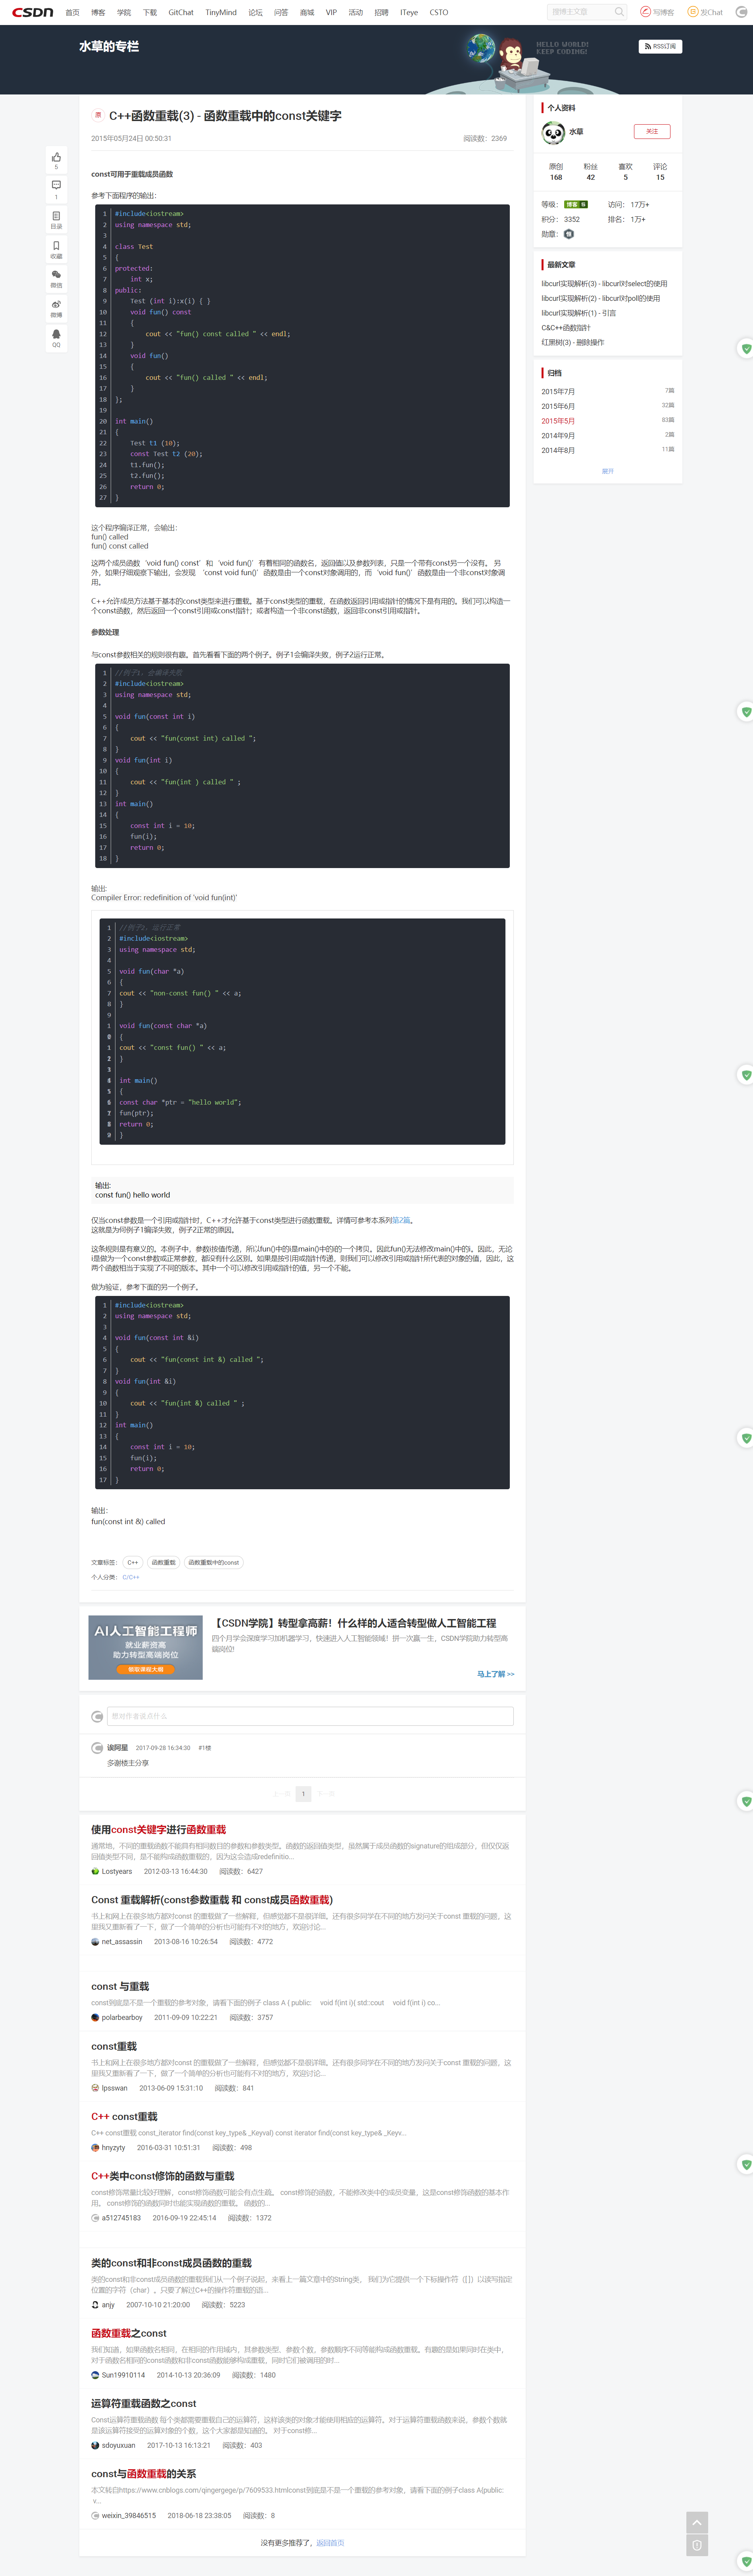 CSDN 首页 博客 学院 下载 GitChat TinyMind 论坛 问答 商城 VIP 活动 招聘 ITeye CSTO 搜博主文章 写博客 发Chat
水草的专栏
HELLO WORLD!
KEEP CODING!
RSS订阅
原 C++函数重载(3) - 函数重载中的const关键字
2015年05月24日 00:50:31 阅读数：2369
5
1
目录
收藏
微信
微博
QQ
const可用于重载成员函数
参考下面程序的输出：
1 #include<iostream>
2 using namespace std;
3
4 class Test
5 {
6 protected:
7 int x;
8 public:
9 Test (int i):x(i) { }
10 void fun() const
11 {
12 cout << "fun() const called " << endl;
13 }
14 void fun()
15 {
16 cout << "fun() called " << endl;
17 }
18 };
19
20 int main()
21 {
22 Test t1 (10);
23 const Test t2 (20);
24 t1.fun();
25 t2.fun();
26 return 0;
27 }
这个程序编译正常，会输出：
fun() called
fun() const called
这两个成员函数‘void fun() const’和‘void fun()’有着相同的函数名，返回值以及参数列表，只是一个带有const另一个没有。 另
外，如果仔细观察下输出，会发现 ‘const void fun()’函数是由一个const对象调用的，而‘void fun()’函数是由一个非const对象调
用。
C++允许成员方法基于基本的const类型来进行重载。基于const类型的重载，在函数返回引用或指针的情况下是有用的。我们可以构造一
个const函数，然后返回一个const引用或const指针；或者构造一个非const函数，返回非const引用或指针。
参数处理
与const参数相关的规则很有趣。首先看看下面的两个例子。例子1会编译失败，例子2运行正常。
1 //例子1，会编译失败
2 #include<iostream>
3 using namespace std;
4
5 void fun(const int i)
6 {
7 cout << "fun(const int) called ";
8 }
9 void fun(int i)
10 {
11 cout << "fun(int ) called " ;
12 }
13 int main()
14 {
15 const int i = 10;
16 fun(i);
17 return 0;
18 }
输出:
Compiler Error: redefinition of 'void fun(int)'
1 //例子2，运行正常
2 #include<iostream>
3 using namespace std;
4
5 void fun(char *a)
6 {
7 cout << "non-const fun() " << a;
8 }
9
1 void fun(const char *a)
0 {
1 cout << "const fun() " << a;
}
int main()
{
const char *ptr = "hello world";
fun(ptr);
return 0;
9 }
输出:
const fun() hello world
仅当const参数是一个引用或指针时，C++才允许基于const类型进行函数重载。详情可参考本系列第2篇。
这就是为何例子1编译失败，例子2正常的原因。
这条规则是有意义的。本例子中，参数i按值传递，所以fun()中的i是main()中的i的一个拷贝。因此fun()无法修改main()中的i。因此，无论
i是做为一个const参数或正常参数，都没有什么区别。如果是按引用或指针传递，则我们可以修改引用或指针所代表的对象的值，因此，这
两个函数相当于实现了不同的版本。其中一个可以修改引用或指针的值，另一个不能。
做为验证，参考下面的另一个例子。
1 #include<iostream>
2 using namespace std;
3
4 void fun(const int &i)
5 {
6 cout << "fun(const int &) called ";
7 }
8 void fun(int &i)
9 {
10 cout << "fun(int &) called " ;
11 }
12 int main()
13 {
14 const int i = 10;
15 fun(i);
16 return 0;
17 }
输出：
fun(const int &) called
文章标签： C++ 函数重载 函数重载中的const
个人分类： C/C++
AI人工智能工程师
就业薪资高
助力转型高端岗位
领取课程大纲
【CSDN学院】转型拿高薪！什么样的人适合转型做人工智能工程
四个月学会深度学习加机器学习，快速进入人工智能领域！拼一次赢一生，CSDN学院助力转型高
端岗位!
马上了解 >>
想对作者说点什么
诶阿星 2017-09-28 16:34:30 #1楼
多谢楼主分享
上一页 1 下一页
使用const关键字进行函数重载
通常地，不同的重载函数不能具有相同数目的参数和参数类型。函数的返回值类型，虽然属于成员函数的signature的组成部分，但仅仅返
回值类型不同，是不能构成函数重载的，因为这会造成redefinitio...
Lostyears 2012-03-13 16:44:30 阅读数：6427
Const 重载解析(const参数重载 和 const成员函数重载)
书上和网上在很多地方都对const 的重载做了一些解释，但感觉都不是很详细。还有很多同学在不同的地方发问关于const 重载的问题，这
里我又重新看了一下，做了一个简单的分析也可能有不对的地方，欢迎讨论...
net_assassin 2013-08-16 10:26:54 阅读数：4772
const 与重载
const到底是不是一个重载的参考对象，请看下面的例子 class A { public: void f(int i){ std::cout void f(int i) co...
polarbearboy 2011-09-09 10:22:21 阅读数：3757
const重载
书上和网上在很多地方都对const 的重载做了一些解释，但感觉都不是很详细。还有很多同学在不同的地方发问关于const 重载的问题，这
里我又重新看了一下，做了一个简单的分析也可能有不对的地方，欢迎讨论...
lpsswan 2013-06-09 15:31:10 阅读数：841
C++ const重载
C++ const重载 const_iterator find(const key_type& _Keyval) const iterator find(const key_type& _Keyv...
hnyzyty 2016-03-31 10:51:31 阅读数：498
C++类中const修饰的函数与重载
const修饰常量比较好理解，const修饰函数可能会有点生疏。 const修饰的函数，不能修改类中的成员变量，这是const修饰函数的基本作
用。 const修饰的函数同时也能实现函数的重载。 函数的...
a512745183 2016-09-19 22:45:14 阅读数：1372
类的const和非const成员函数的重载
类的const和非const成员函数的重载我们从一个例子说起，来看上一篇文章中的String类， 我们为它提供一个下标操作符（[ ]）以读写指定
位置的字符（char）。只要了解过C++的操作符重载的语...
anjy 2007-10-10 21:20:00 阅读数：5223
函数重载之const
我们知道，如果函数名相同，在相同的作用域内，其参数类型、参数个数，参数顺序不同等能构成函数重载。有趣的是如果同时在类中，
对于函数名相同的const函数和非const函数能够构成重载，同时它们被调用的时...
Sun19910114 2014-10-13 20:36:09 阅读数：1480
运算符重载函数之const
Const运算符重载函数 每个类都需要重载自己的运算符，这样该类的对象才能使用相应的运算符。对于运算符重载函数来说，参数个数就
是该运算符接受的运算对象的个数，这个大家都是知道的。 对于const修...
sdoyuxuan 2017-10-13 16:13:21 阅读数：403
const与函数重载的关系
本文转自https://www.cnblogs.com/qingergege/p/7609533.htmlconst到底是不是一个重载的参考对象，请看下面的例子class A{public:
v...
weixin_39846515 2018-06-18 23:38:05 阅读数：8
没有更多推荐了，返回首页
个人资料
水草 关注
原创 粉丝 喜欢 评论
168 42 5 15
等级： 博客 5 访问： 17万+
积分： 3352 排名： 1万+
勋章：
最新文章
libcurl实现解析(3) - libcurl对select的使用
libcurl实现解析(2) - libcurl对poll的使用
libcurl实现解析(1) - 引言
C&C++函数指针
红黑树(3) - 删除操作
归档
2015年7月 7篇
2015年6月 32篇
2015年5月 83篇
2014年9月 2篇
2014年8月 11篇
展开